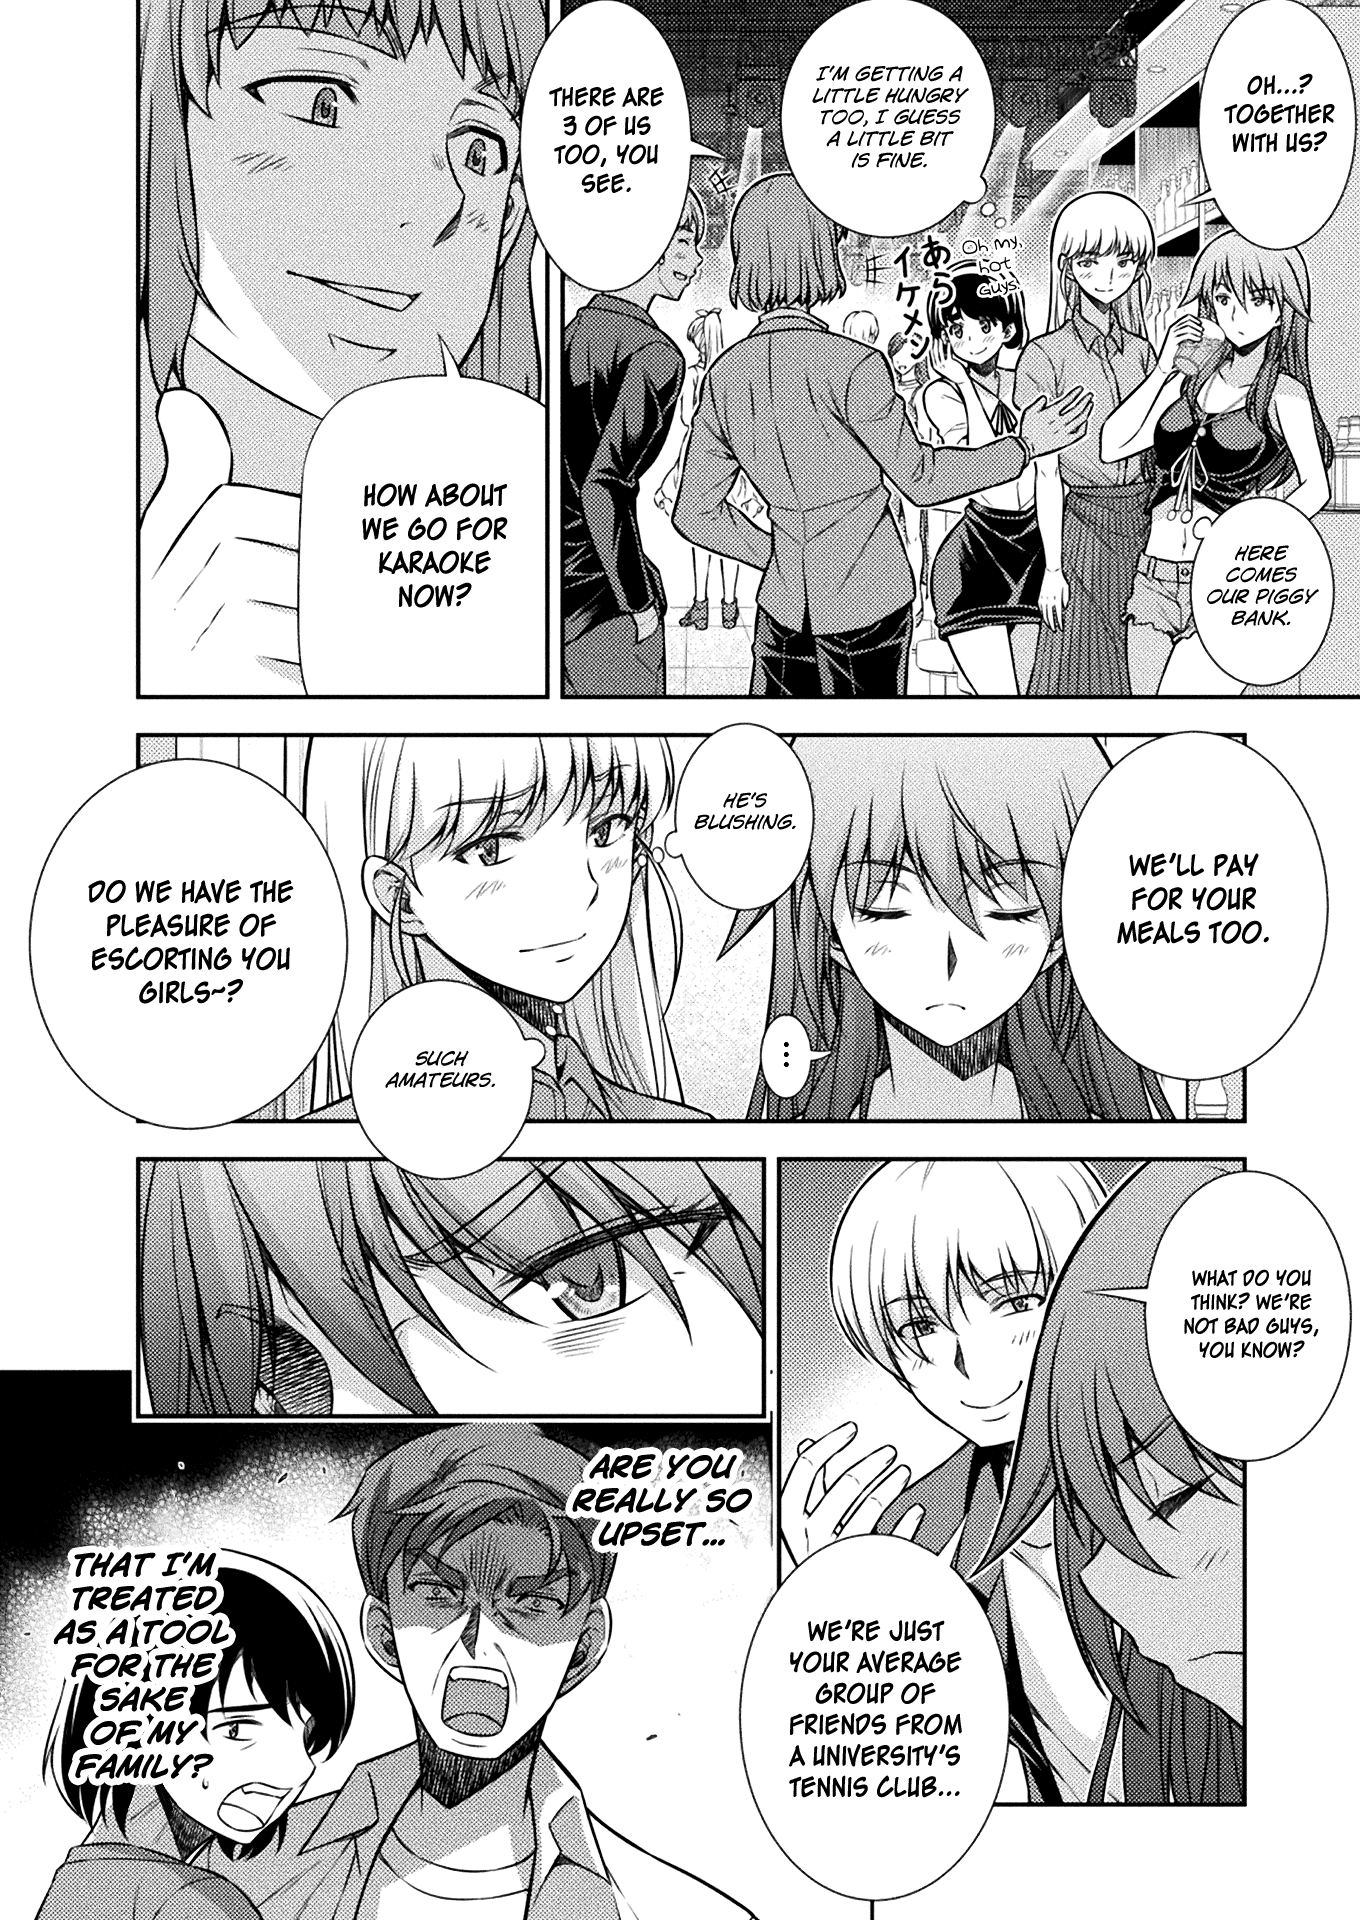 OH...?
TOGETHER
WITH US?
I'M GETTING A
LITTLE HUNGRY
TOO, I GUESS
A LITTLE BIT
IS FINE.
Oh my,
hot
guys!
あう
イケメン
HERE
COMES
OUR PIGGY
BANK.
THERE ARE
3 OF US
TOO, YOU
SEE.
HOW ABOUT
WE GO FOR
KARAOKE
NOW?
WE'LL PAY
FOR YOUR
MEALS TOO.
HE'S
BLUSHING.
...
DO WE HAVE THE
PLEASURE OF
ESCORTING YOU
GIRLS~?
SUCH
AMATEURS.
WHAT DO YOU
THINK? WE'RE
NOT BAD GUYS,
YOU KNOW?
WE'RE JUST
YOUR AVERAGE
GROUP OF
FRIENDS FROM
A UNIVERSITY'S
TENNIS CLUB...
ARE YOU
REALLY SO
UPSET...
THAT I'M
TREATED
AS A TOOL
FOR THE
SAKE
OF MY
FAMILY?